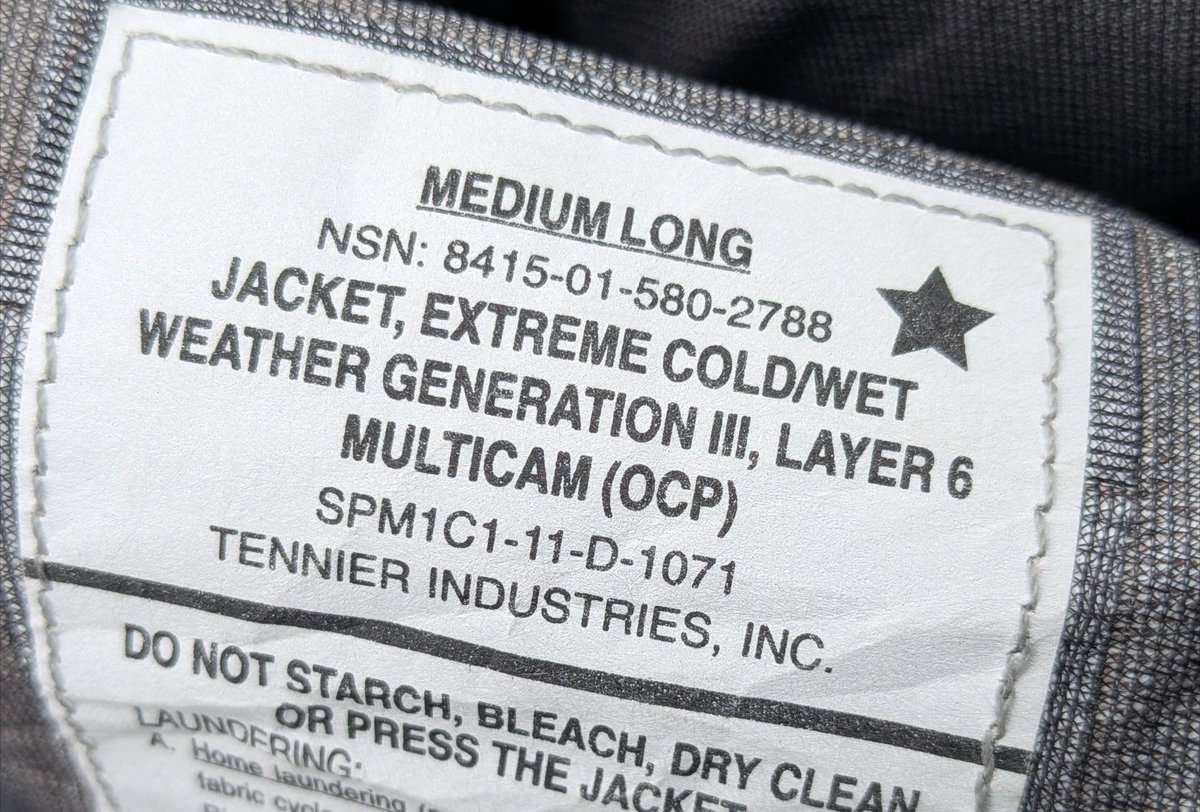 MEDIUM LONG
NSN: 8415-01-580-2788
JACKET, EXTREME COLD/WET
WEATHER GENERATION III, LAYER 6
MULTICAM (OCP)
SPM1C1-11-D-1071
TENNIER INDUSTRIES, INC.
DO NOT STARCH, BLEACH, DRY CLEAN
OR PRESS THE JACKET
LAUNDERING:
A. Home laundering
fabric